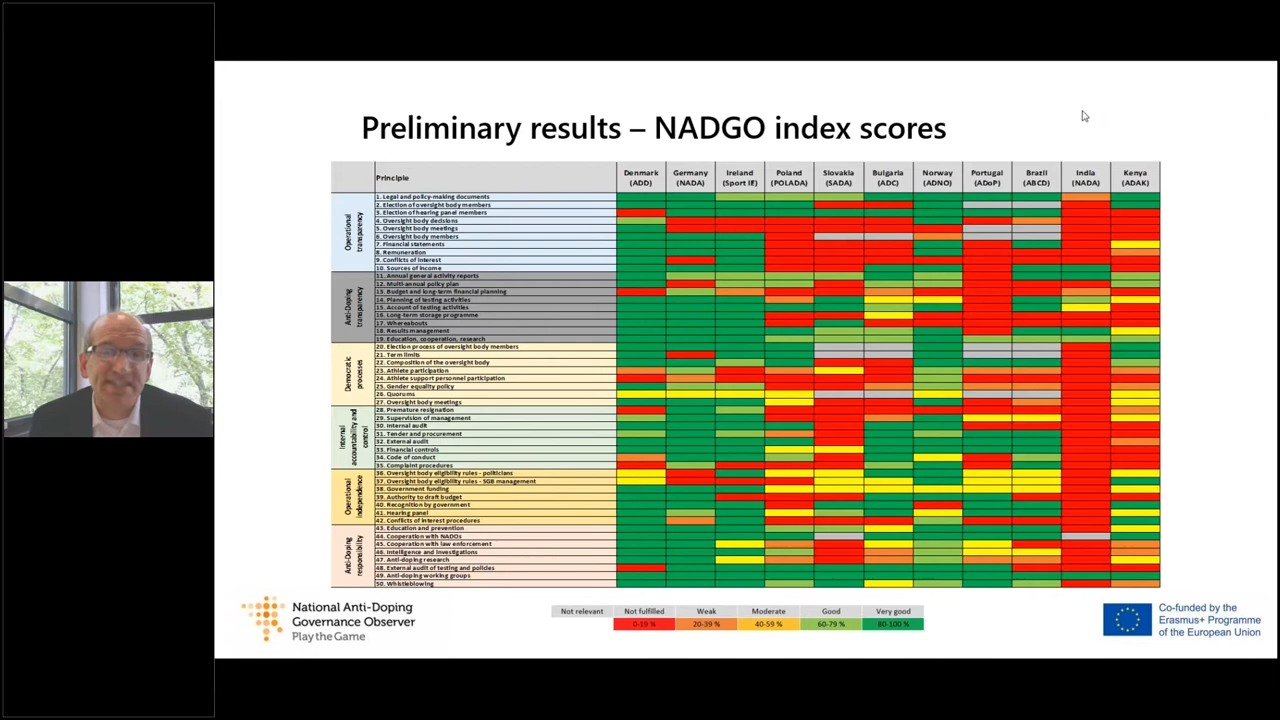 Preliminary results – NADGO index scores
Principle
Denmark (ADD)
Germany (NADA)
Ireland (Sport IE)
Poland (POLADA)
Slovakia (SADA)
Bulgaria (ADC)
Norway (ADNO)
Portugal (ADoP)
Brazil (ABCD)
India (NADA)
Kenya (ADAK)
Operational transparency
1. Legal and policy-making documents
2. Election of oversight body members
3. Election of hearing panel members
4. Oversight body decisions
5. Oversight body meetings
6. Oversight body members
7. Financial statements
8. Remuneration
9. Conflicts of interest
10. Sources of income
Anti-Doping transparency
11. Annual general activity reports
12. Multi-annual policy plan
13. Budget and long-term financial planning
14. Planning of testing activities
15. Account of testing activities
16. Long-term storage programme
17. Whereabouts
18. Results management
19. Education, cooperation, research
Democratic processes
20. Election process of oversight body members
21. Term limits
22. Composition of the oversight body
23. Athlete participation
24. Athlete support personnel participation
25. Gender equality policy
26. Quorums
27. Oversight body meetings
Internal accountability and control
28. Premature resignation
29. Supervision of management
30. Internal audit
31. Tender and procurement
32. External audit
33. Financial controls
34. Code of conduct
35. Complaint procedures
Operational independence
36. Oversight body eligibility rules - politicians
37. Oversight body eligibility rules - SGB management
38. Government funding
39. Authority to draft budget
40. Recognition by government
41. Hearing panel
42. Conflicts of interest procedures
Anti-Doping responsibility
43. Education and prevention
44. Cooperation with NADOs
45. Cooperation with law enforcement
46. Intelligence and investigations
47. Anti-doping research
48. External audit of testing and policies
49. Anti-doping working groups
50. Whistleblowing
National Anti-Doping
Governance Observer
Play the Game
Not relevant Not fulfilled Weak Moderate Good Very good
0-19 % 20-39 % 40-59 % 60-79 % 80-100 %
Co-funded by the
Erasmus+ Programme
of the European Union